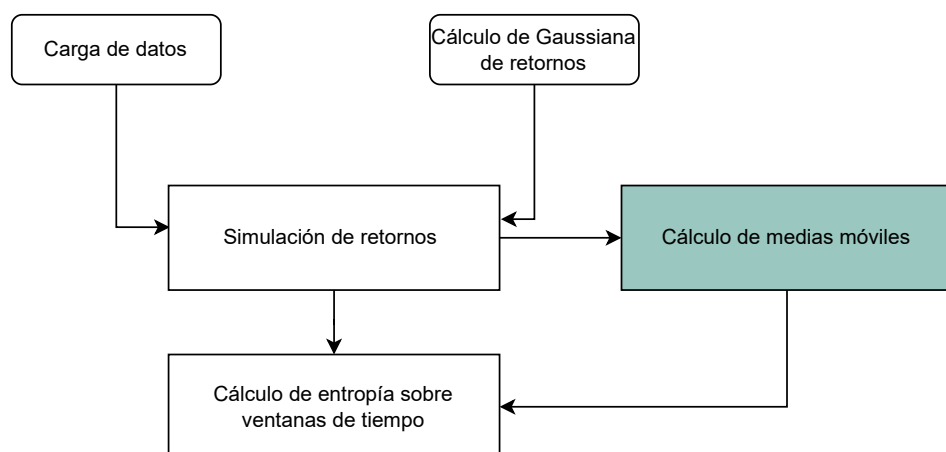 Carga de datos
Cálculo de Gaussiana
de retornos
Simulación de retornos
Cálculo de medias móviles
Cálculo de entropía sobre
ventanas de tiempo